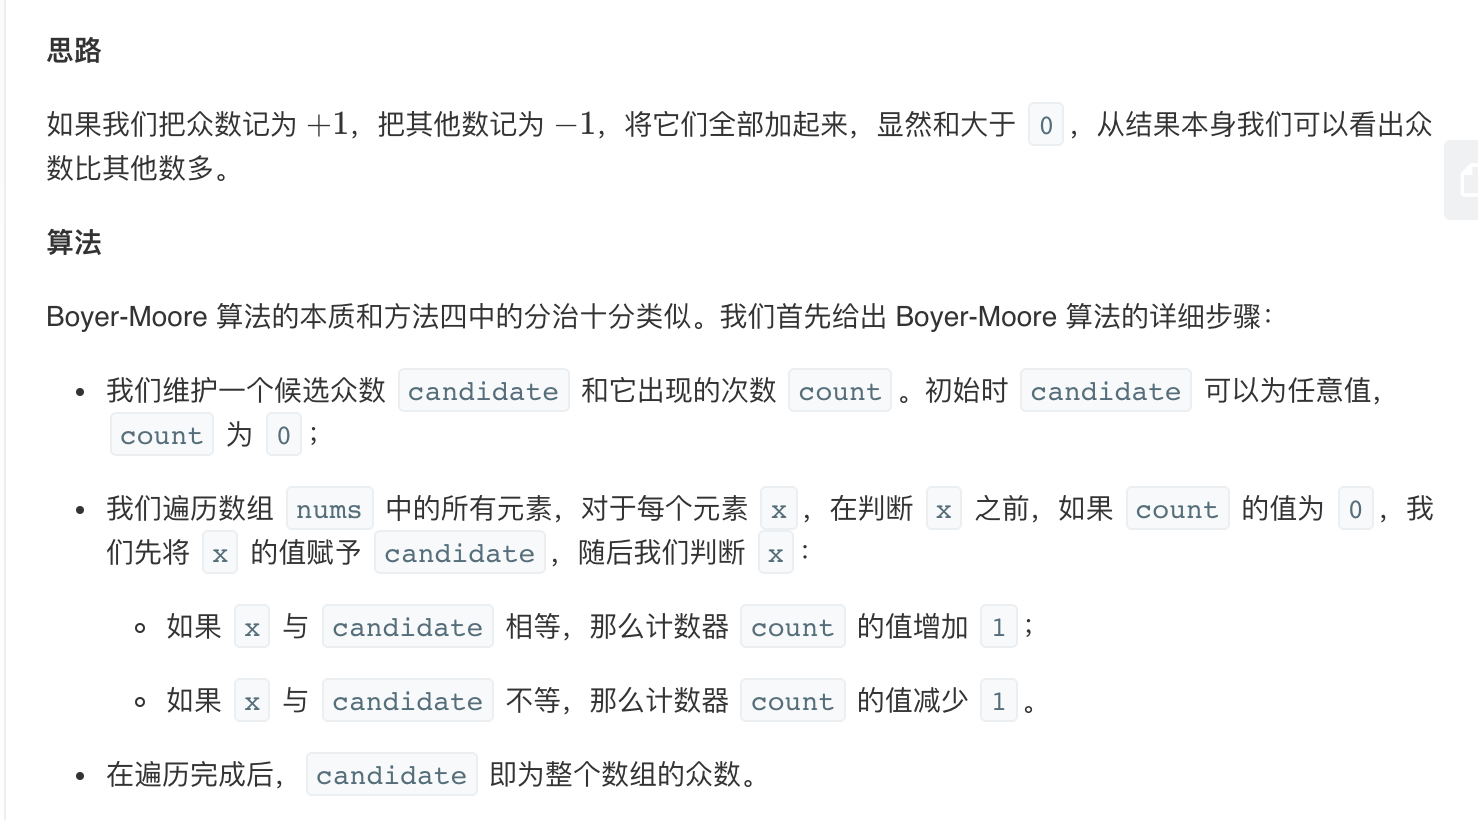 思路
如果我们把众数记为 +1，把其他数记为 −1，将它们全部加起来，显然和大于 0 ，从结果本身我们可以看出众
数比其他数多。
算法
Boyer-Moore 算法的本质和方法四中的分治十分类似。我们首先给出 Boyer-Moore 算法的详细步骤：
• 我们维护一个候选众数 candidate 和它出现的次数 count 。初始时 candidate 可以为任意值，
count 为 0 ；
• 我们遍历数组 nums 中的所有元素，对于每个元素 x ，在判断 x 之前，如果 count 的值为 0 ，我
们先将 x 的值赋予 candidate ，随后我们判断 x ：
◦ 如果 x 与 candidate 相等，那么计数器 count 的值增加 1 ；
◦ 如果 x 与 candidate 不等，那么计数器 count 的值减少 1 。
• 在遍历完成后， candidate 即为整个数组的众数。